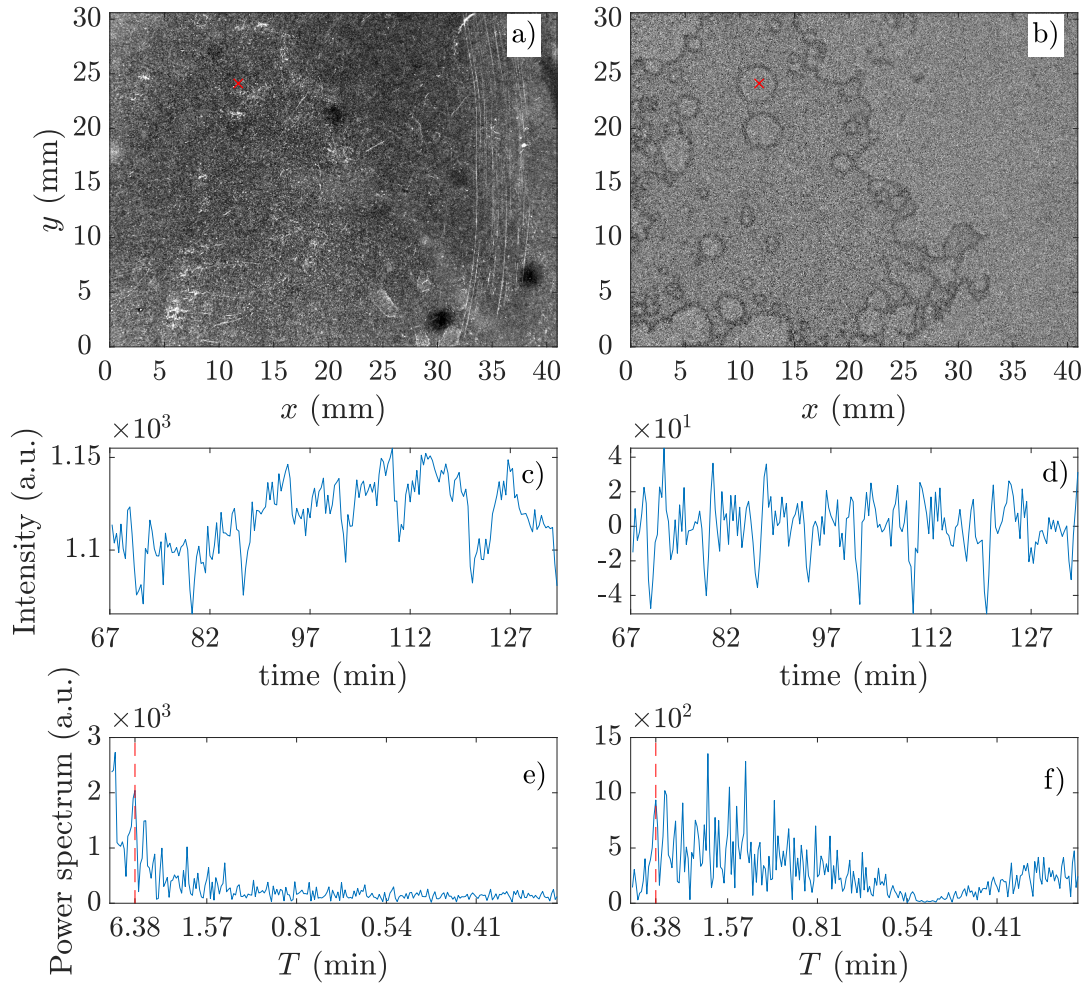 a)
b)
30
25
20
15
10
5
0
y (mm)
0 5 10 15 20 25 30 35 40
x (mm)
30
25
20
15
10
5
0
0 5 10 15 20 25 30 35 40
x (mm)
×10³
1.15
1.1
c)
Intensity (a.u.)
67 82 97 112 127
time (min)
×10¹
4
2
0
-2
-4
d)
67 82 97 112 127
time (min)
×10³
3
2
1
0
e)
Power spectrum (a.u.)
6.38 1.57 0.81 0.54 0.41
T (min)
×10²
15
10
5
0
f)
6.38 1.57 0.81 0.54 0.41
T (min)